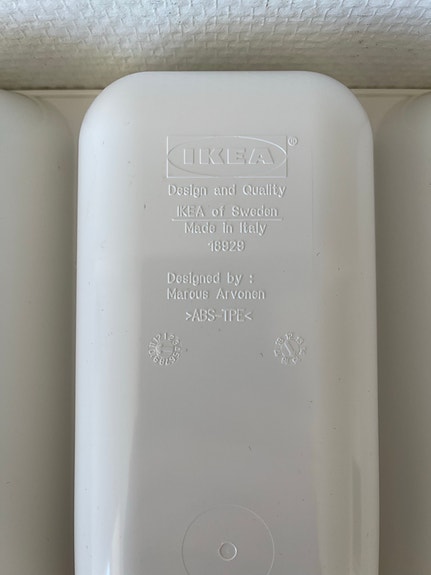 IKEA®
Design and Quality
IKEA of Sweden
Made in Italy
18929
Designed by :
Marcus Arvonen
>ABS-TPE<